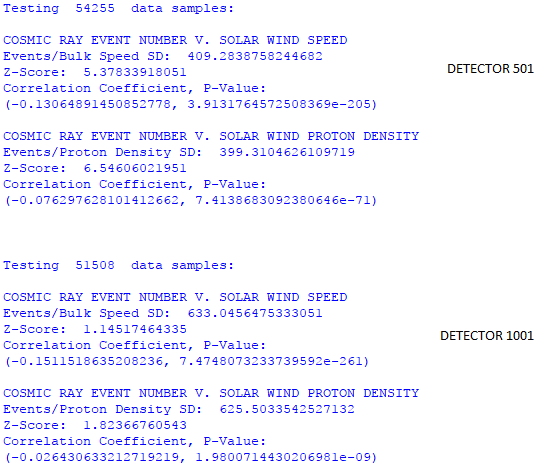 Testing  54255  data samples:
COSMIC RAY EVENT NUMBER V. SOLAR WIND SPEED
Events/Bulk Speed SD:  409.2838758244682
Z-Score:  5.37833918051
DETECTOR 501
Correlation Coefficient, P-Value:
(-0.13064891450852778, 3.9131764572508369e-205)
COSMIC RAY EVENT NUMBER V. SOLAR WIND PROTON DENSITY
Events/Proton Density SD:  399.3104626109719
Z-Score:  6.54606021951
Correlation Coefficient, P-Value:
(-0.076297628101412662, 7.4138683092380646e-71)
Testing  51508  data samples:
COSMIC RAY EVENT NUMBER V. SOLAR WIND SPEED
Events/Bulk Speed SD:  633.0456475333051
Z-Score:  1.14517464335
DETECTOR 1001
Correlation Coefficient, P-Value:
(-0.1511518635208236, 7.4748073233739592e-261)
COSMIC RAY EVENT NUMBER V. SOLAR WIND PROTON DENSITY
Events/Proton Density SD:  625.5033542527132
Z-Score:  1.82366760543
Correlation Coefficient, P-Value:
(-0.026430633212719219, 1.9800714430206981e-09)